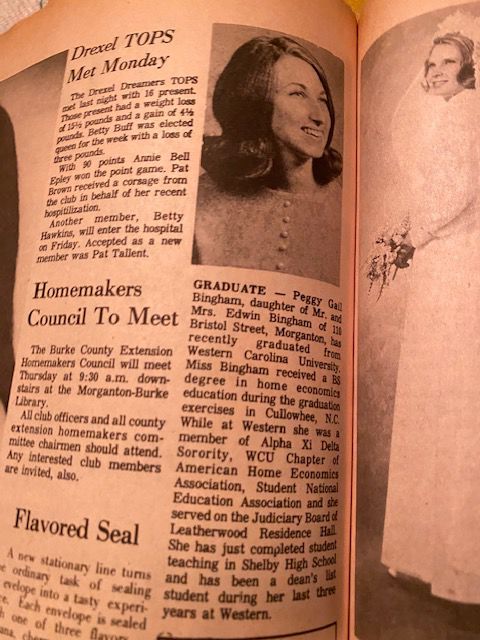 Drexel TOPS
Met Monday
The Drexel Dreamers TOPS
met last night with 16 present.
Those present had a weight loss
of 15½ pounds and a gain of 4½
pounds. Betty Buff was elected
queen for the week with a loss of
three pounds.
With 90 points Annie Bell
Epley won the point game. Pat
Brown received a corsage from
the club in behalf of her recent
hospitilization.
Another member, Betty
Hawkins, will enter the hospital
on Friday. Accepted as a new
member was Pat Tallent.
Homemakers
Council To Meet
The Burke County Extension
Homemakers Council will meet
Thursday at 9:30 a.m. down-
stairs at the Morganton-Burke
Library.
All club officers and all county
extension homemakers com-
mittee chairmen should attend.
Any interested club members
are invited, also.
Flavored Seal
A new stationary line turns
ordinary task of sealing
evelope into a tasty experi-
Each envelope is sealed
one of three flavors
GRADUATE — Peggy Gail
Bingham, daughter of Mr. and
Mrs. Edwin Bingham of 110
Bristol Street, Morganton, has
recently graduated from
Western Carolina University.
Miss Bingham received a BS
degree in home economics
education during the graduation
exercises in Cullowhee, N.C.
While at Western she was a
member of Alpha Xi Delta
Sorority, WCU Chapter of
American Home Economics
Association, Student National
Education Association and she
served on the Judiciary Board of
Leatherwood Residence Hall.
She has just completed student
teaching in Shelby High School
and has been a dean's list
student during her last three
years at Western.